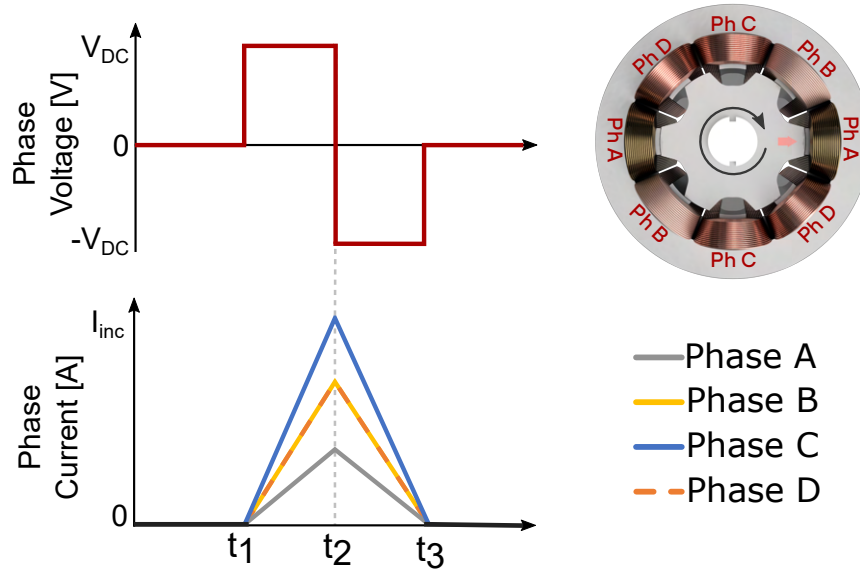 V_DC
0
-V_DC
Phase
Voltage [V]
Ph C
Ph D
Ph B
Ph A
Ph A
Ph B
Ph D
Ph C
I_inc
0
Phase
Current [A]
t1
t2
t3
Phase A
Phase B
Phase C
Phase D